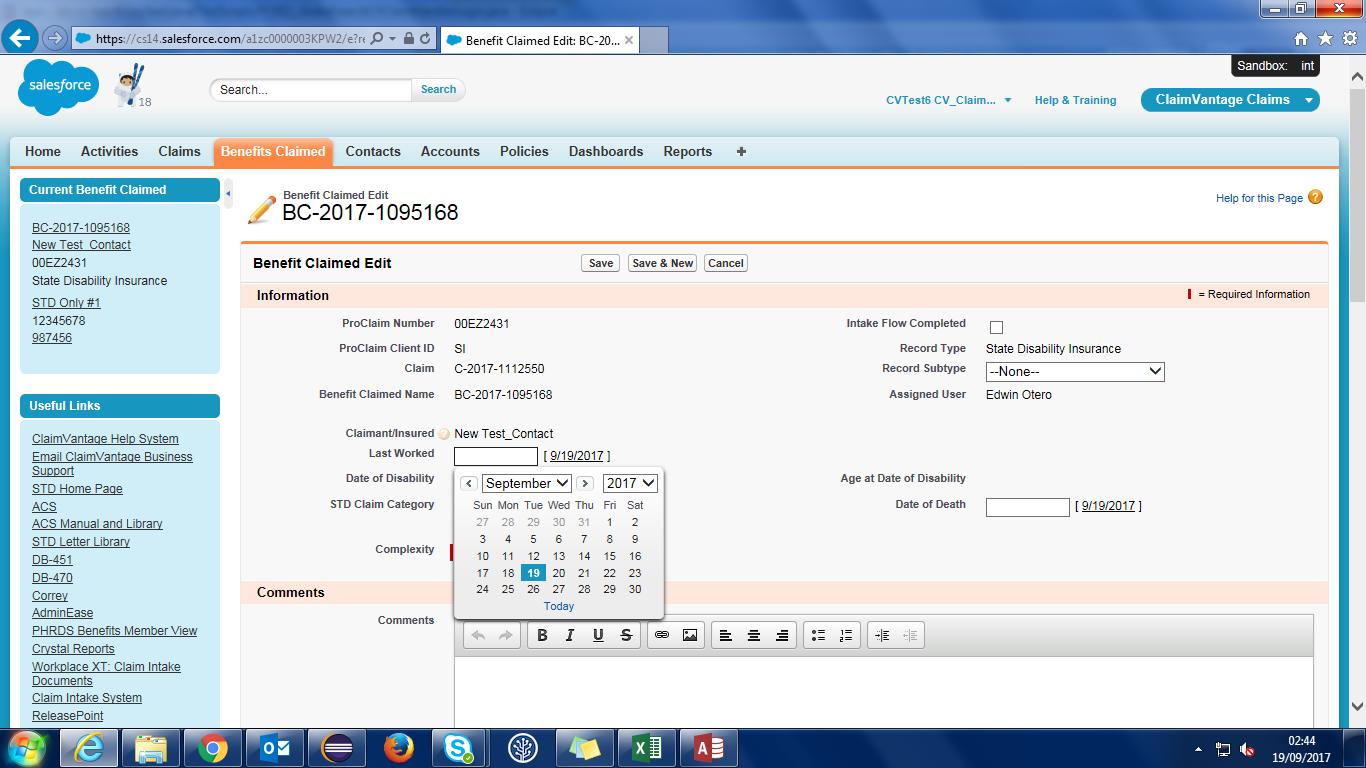 https://cs14.salesforce.com/a1zc0000003KPW2/e?re
Benefit Claimed Edit: BC-20...
Sandbox: int
salesforce
18
Search...
Search
CVTest6 CV_Claim...
Help & Training
ClaimVantage Claims
Home Activities Claims Benefits Claimed Contacts Accounts Policies Dashboards Reports +
Current Benefit Claimed
BC-2017-1095168
New Test_Contact
00EZ2431
State Disability Insurance
STD Only #1
12345678
987456
Useful Links
ClaimVantage Help System
Email ClaimVantage Business
Support
STD Home Page
ACS
ACS Manual and Library
STD Letter Library
DB-451
DB-470
Correy
AdminEase
PHRDS Benefits Member View
Crystal Reports
Workplace XT: Claim Intake
Documents
Claim Intake System
ReleasePoint
Benefit Claimed Edit
BC-2017-1095168
Help for this Page ?
Benefit Claimed Edit
Save Save & New Cancel
Information
= Required Information
ProClaim Number 00EZ2431
Intake Flow Completed
ProClaim Client ID SI
Record Type State Disability Insurance
Claim C-2017-1112550
Record Subtype --None--
Benefit Claimed Name BC-2017-1095168
Assigned User Edwin Otero
Claimant/Insured New Test_Contact
Last Worked [ 9/19/2017 ]
Date of Disability
Age at Date of Disability
STD Claim Category
Date of Death [ 9/19/2017 ]
Complexity
September 2017
Sun Mon Tue Wed Thu Fri Sat
27 28 29 30 31 1 2
3 4 5 6 7 8 9
10 11 12 13 14 15 16
17 18 19 20 21 22 23
24 25 26 27 28 29 30
Today
Comments
Comments
B I U S
02:44
19/09/2017